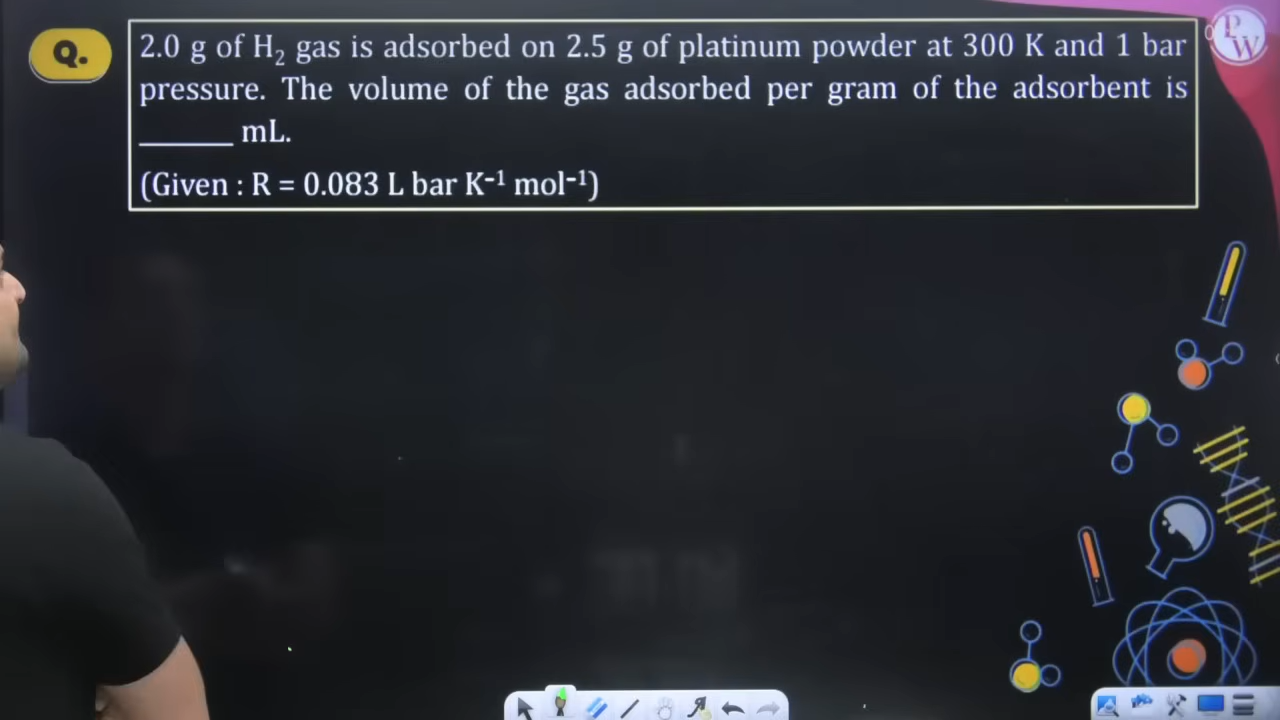 Q.
2.0 g of H₂ gas is adsorbed on 2.5 g of platinum powder at 300 K and 1 bar
pressure. The volume of the gas adsorbed per gram of the adsorbent is
______ mL.
(Given : R = 0.083 L bar K⁻¹ mol⁻¹)
PW